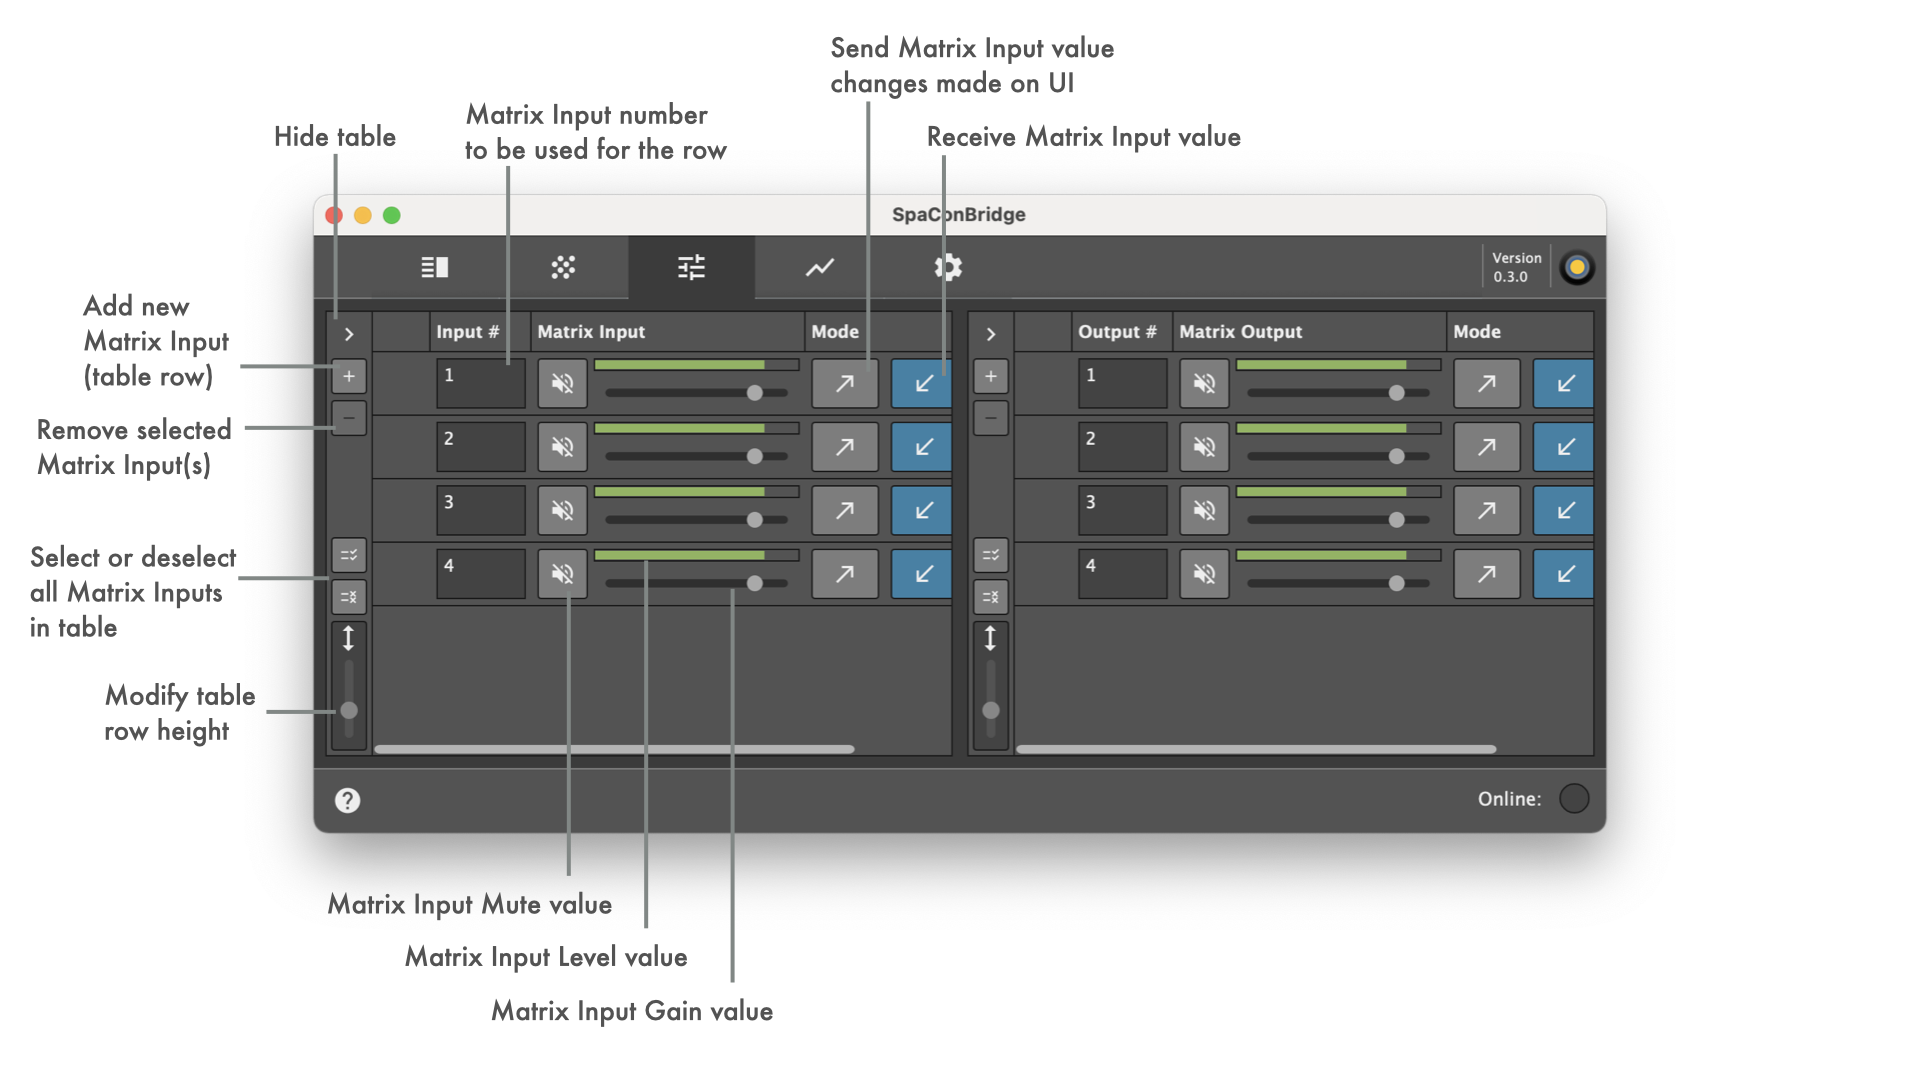 Send Matrix Input value
changes made on UI
Matrix Input number
to be used for the row
Hide table
Receive Matrix Input value
SpaConBridge
Version
0.3.0
Add new
Matrix Input
(table row)
Remove selected
Matrix Input(s)
Select or deselect
all Matrix Inputs
in table
Modify table
row height
Input # Matrix Input Mode
1
2
3
4
Output # Matrix Output Mode
1
2
3
4
Online:
Matrix Input Mute value
Matrix Input Level value
Matrix Input Gain value